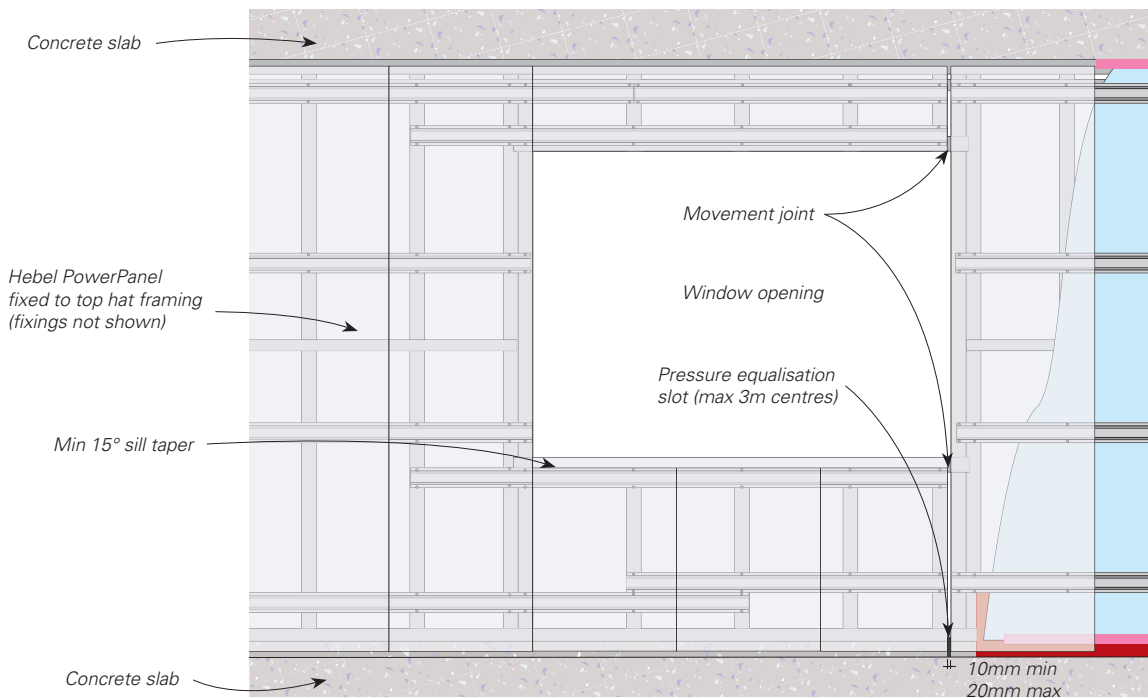 Concrete slab
Movement joint
Hebel PowerPanel
fixed to top hat framing
(fixings not shown)
Window opening
Pressure equalisation
slot (max 3m centres)
Min 15° sill taper
Concrete slab
10mm min
20mm max